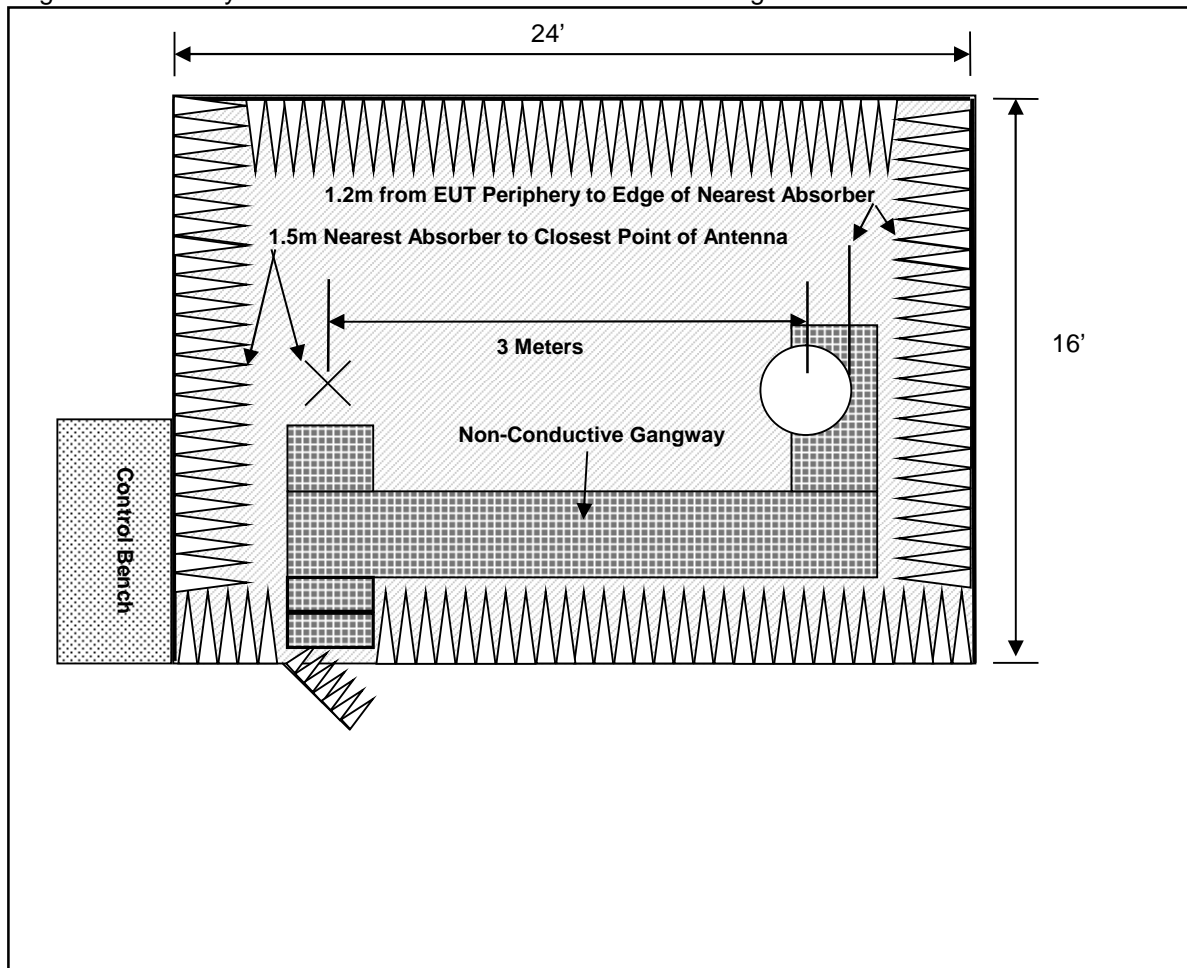 24’
1.2m from EUT Periphery to Edge of Nearest Absorber
1.5m Nearest Absorber to Closest Point of Antenna
3 Meters
16’
Non-Conductive Gangway
Control Bench